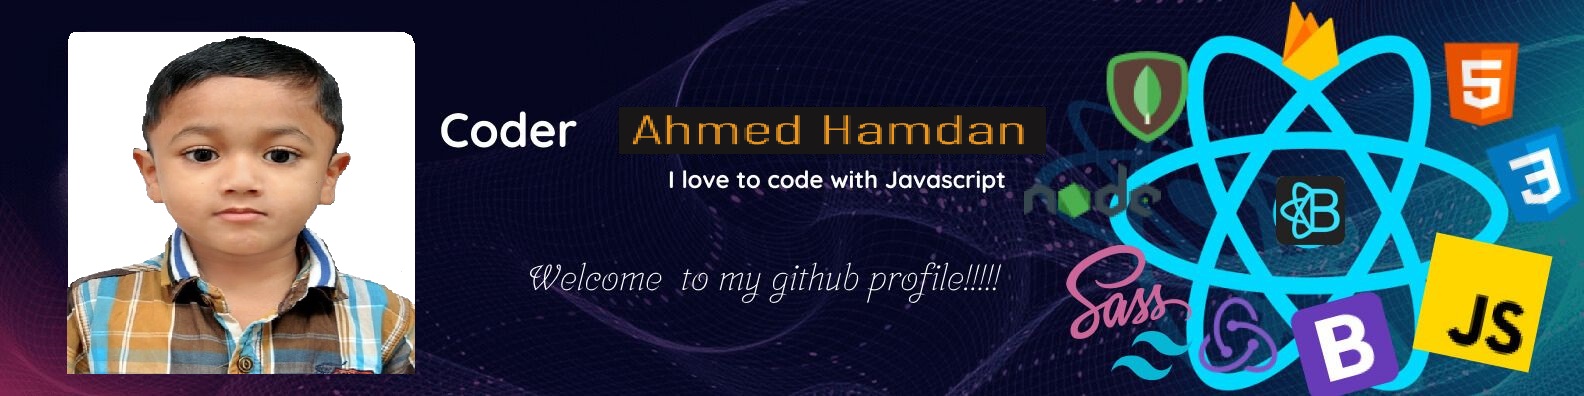 Coder Ahmed Hamdan
I love to code with Javascript
Welcome to my github profile!!!!!
node
Sass
5
3
B
B
JS